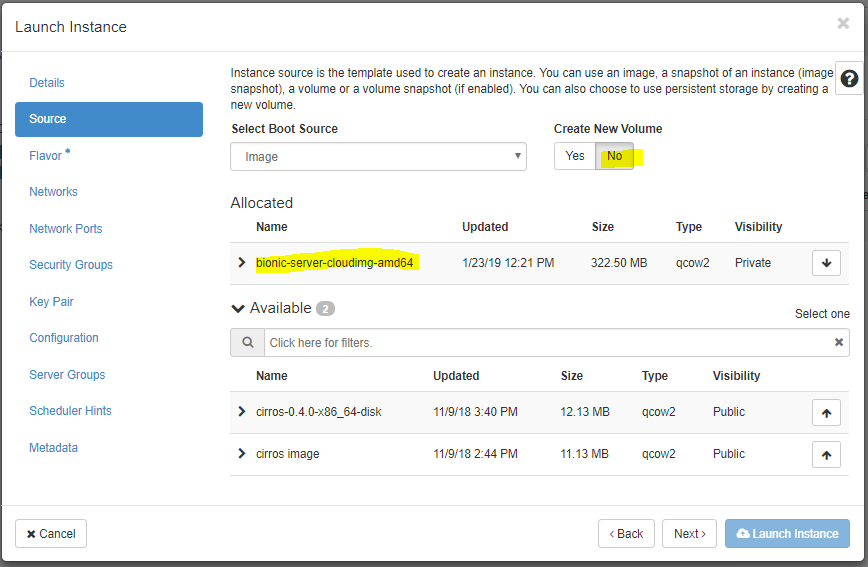 Launch Instance
×
Details
Source
Flavor *
Networks
Network Ports
Security Groups
Key Pair
Configuration
Server Groups
Scheduler Hints
Metadata
Instance source is the template used to create an instance. You can use an image, a snapshot of an instance (image
snapshot), a volume or a volume snapshot (if enabled). You can also choose to use persistent storage by creating a
new volume.
?
Select Boot Source
Create New Volume
Image
Yes No
Allocated
Name Updated Size Type Visibility
bionic-server-cloudimg-amd64 1/23/19 12:21 PM 322.50 MB qcow2 Private
Available 2
Select one
Click here for filters. ×
Name Updated Size Type Visibility
cirros-0.4.0-x86_64-disk 11/9/18 3:40 PM 12.13 MB qcow2 Public
cirros image 11/9/18 2:44 PM 11.13 MB qcow2 Public
× Cancel
‹ Back
Next ›
Launch Instance